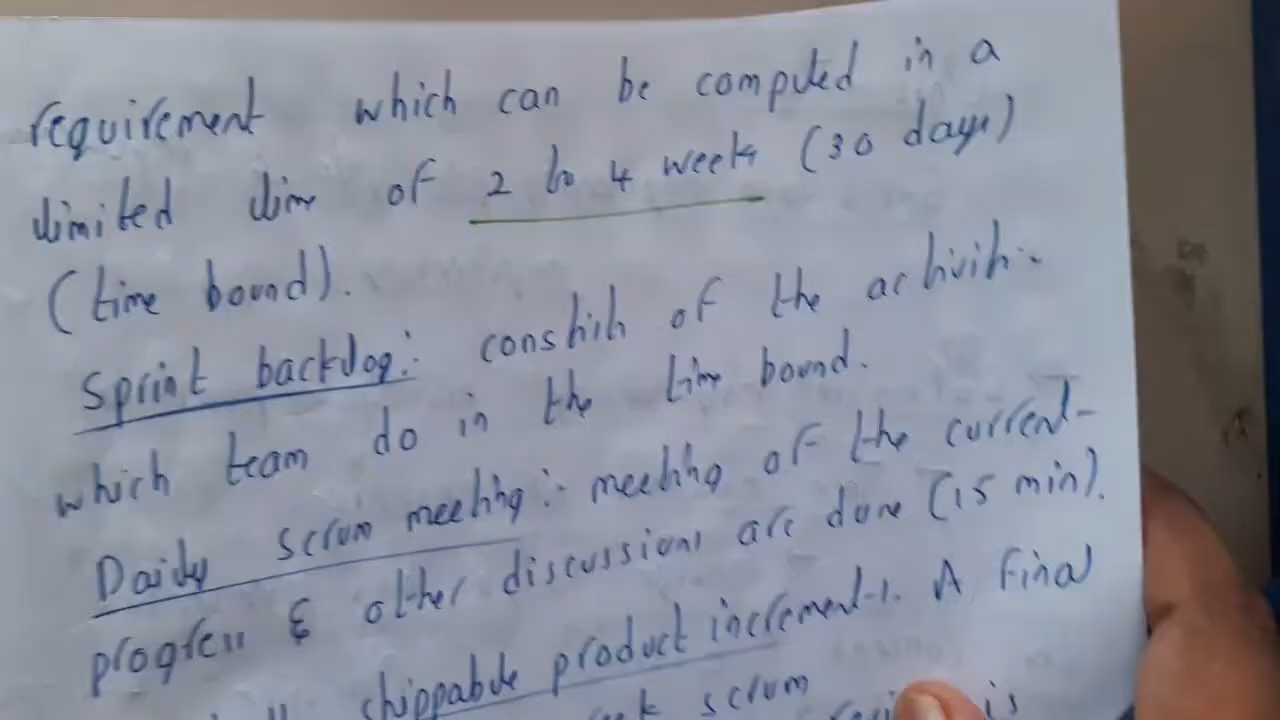 requirement which can be computed in a
limited time of 2 to 4 weeks (30 days)
(time bound).
Sprint backlog:
consists of the activities
which team do in the time bound.
Daily scrum meeting:- meeting of the current
progress & other discussions are done (15 min).
shippable product increment:- A final
scrum
is